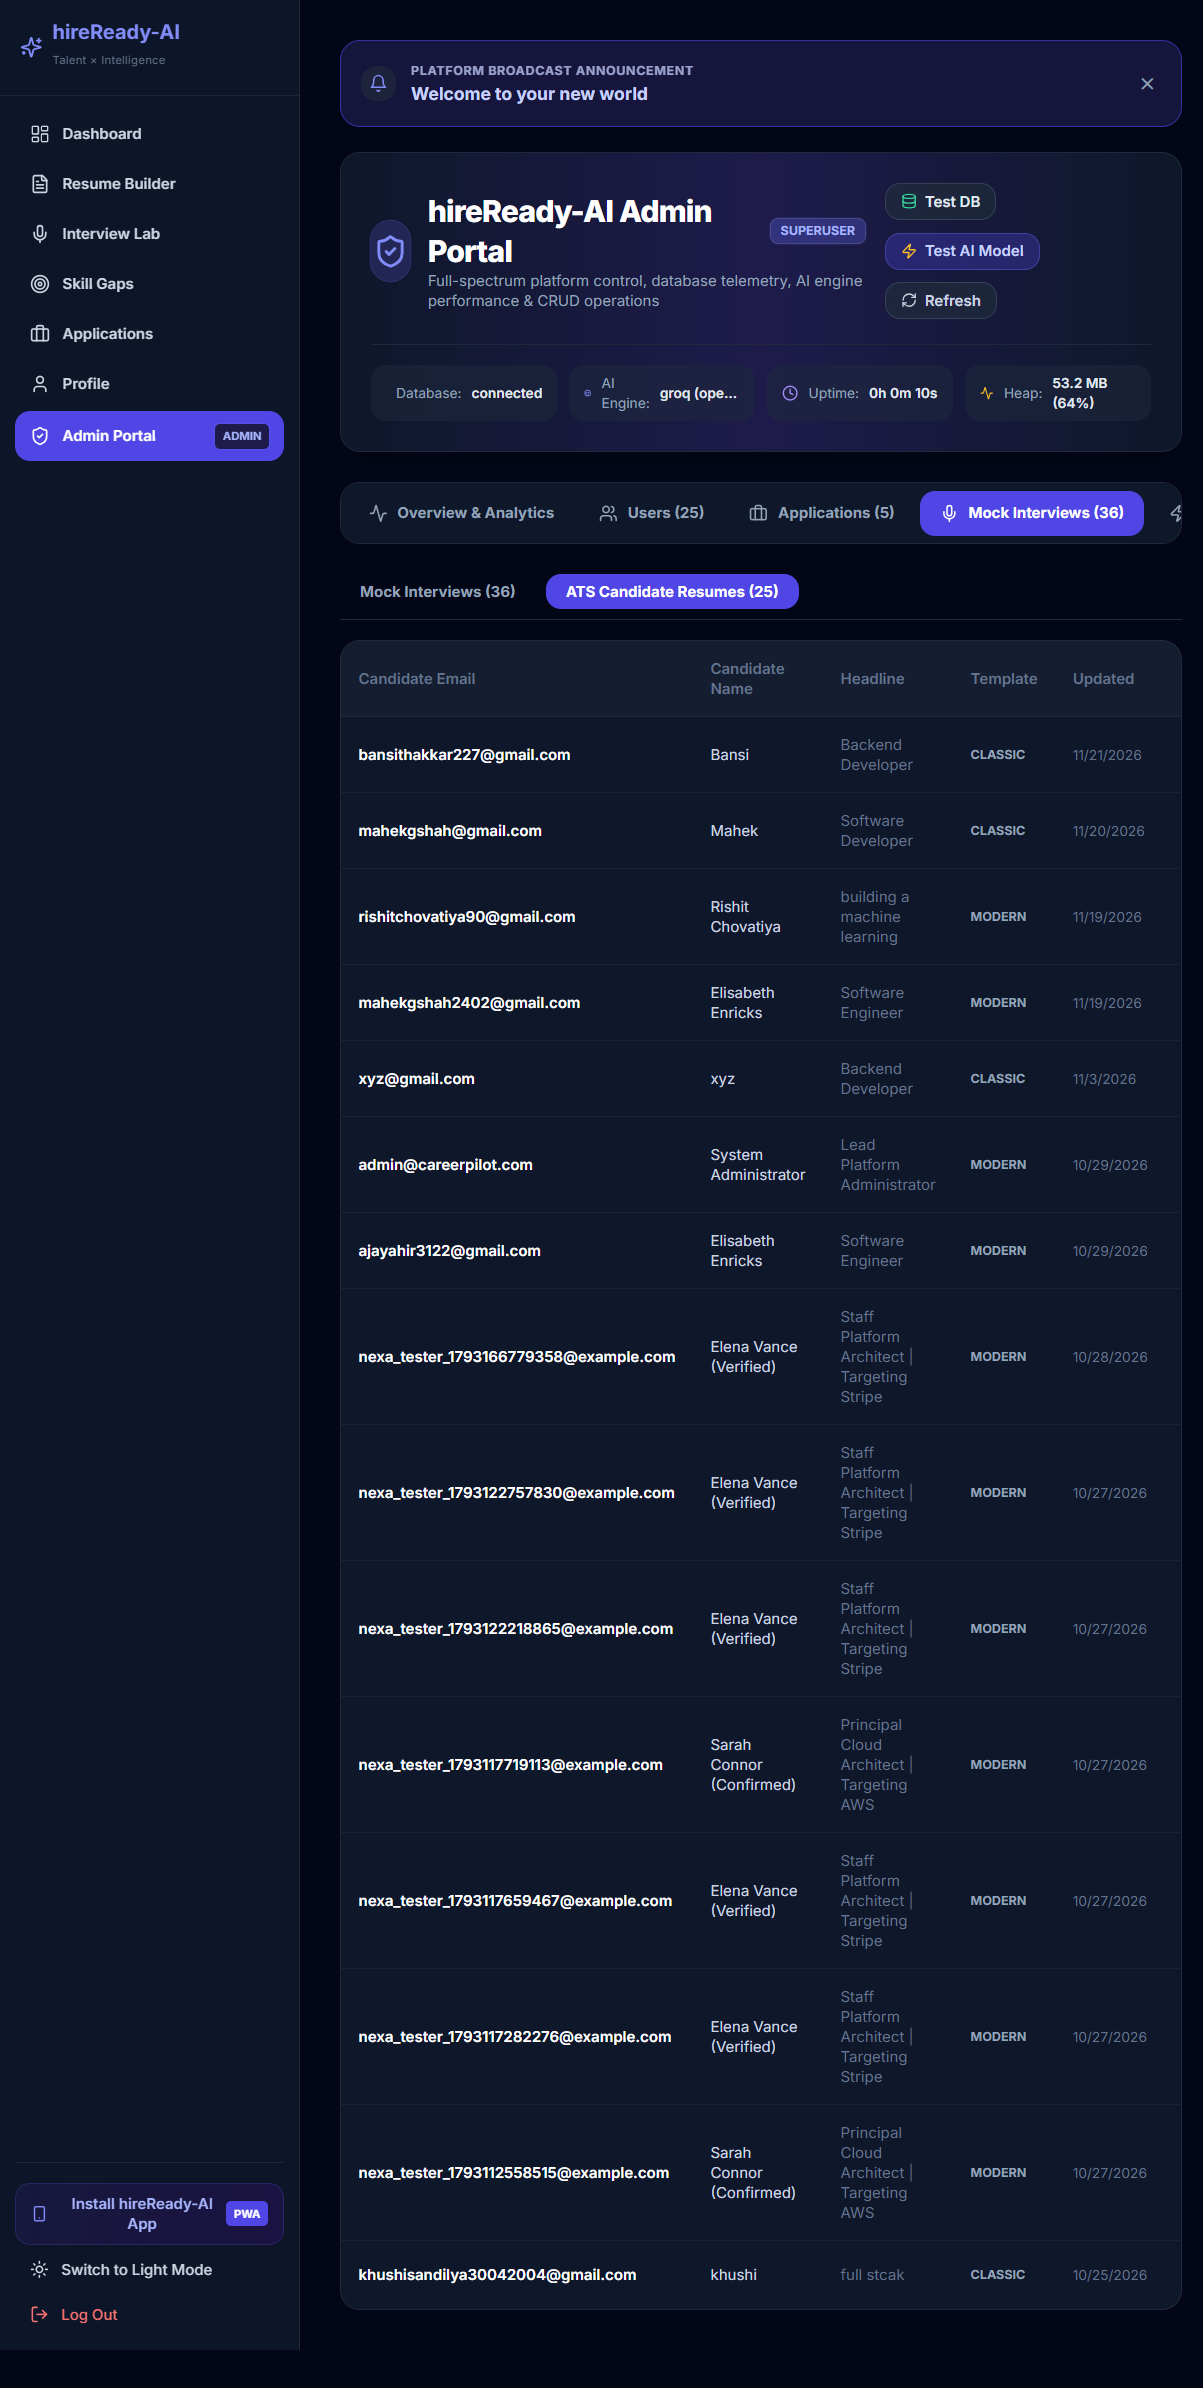 hireReady-AI
Talent × Intelligence
Dashboard
Resume Builder
Interview Lab
Skill Gaps
Applications
Profile
Admin Portal ADMIN
Install hireReady-AI
App
PWA
Switch to Light Mode
Log Out
PLATFORM BROADCAST ANNOUNCEMENT
Welcome to your new world
hireReady-AI Admin
Portal
SUPERUSER
Full-spectrum platform control, database telemetry, AI engine
performance & CRUD operations
Test DB
Test AI Model
Refresh
Database: connected
AI
Engine:
groq (ope...
Uptime: 0h 0m 10s
Heap:
53.2 MB
(64%)
Overview & Analytics
Users (25)
Applications (5)
Mock Interviews (36)
Mock Interviews (36)
ATS Candidate Resumes (25)
Candidate Email
Candidate
Name
Headline
Template
Updated
bansithakkar227@gmail.com
Bansi
Backend
Developer
CLASSIC
11/21/2026
mahekgshah@gmail.com
Mahek
Software
Developer
CLASSIC
11/20/2026
rishitchovatiya90@gmail.com
Rishit
Chovatiya
building a
machine
learning
MODERN
11/19/2026
mahekgshah2402@gmail.com
Elisabeth
Enricks
Software
Engineer
MODERN
11/19/2026
xyz@gmail.com
xyz
Backend
Developer
CLASSIC
11/3/2026
admin@careerpilot.com
System
Administrator
Lead
Platform
Administrator
MODERN
10/29/2026
ajayahir3122@gmail.com
Elisabeth
Enricks
Software
Engineer
MODERN
10/29/2026
nexa_tester_1793166779358@example.com
Elena Vance
(Verified)
Staff
Platform
Architect |
Targeting
Stripe
MODERN
10/28/2026
nexa_tester_1793122757830@example.com
Elena Vance
(Verified)
Staff
Platform
Architect |
Targeting
Stripe
MODERN
10/27/2026
nexa_tester_1793122218865@example.com
Elena Vance
(Verified)
Staff
Platform
Architect |
Targeting
Stripe
MODERN
10/27/2026
nexa_tester_1793117719113@example.com
Sarah
Connor
(Confirmed)
Principal
Cloud
Architect |
Targeting
AWS
MODERN
10/27/2026
nexa_tester_1793117659467@example.com
Elena Vance
(Verified)
Staff
Platform
Architect |
Targeting
Stripe
MODERN
10/27/2026
nexa_tester_1793117282276@example.com
Elena Vance
(Verified)
Staff
Platform
Architect |
Targeting
Stripe
MODERN
10/27/2026
nexa_tester_1793112558515@example.com
Sarah
Connor
(Confirmed)
Principal
Cloud
Architect |
Targeting
AWS
MODERN
10/27/2026
khushisandilya30042004@gmail.com
khushi
full stcak
CLASSIC
10/25/2026